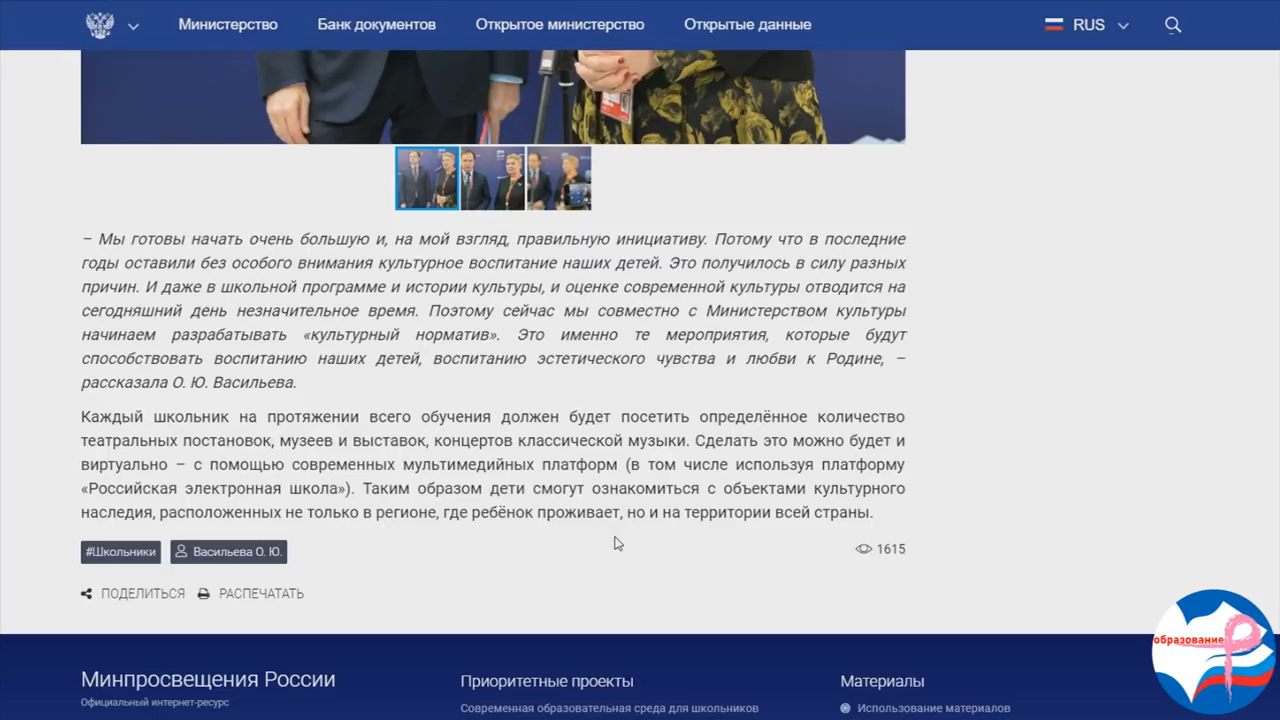 Министерство Банк документов Открытое министерство Открытые данные RUS
– Мы готовы начать очень большую и, на мой взгляд, правильную инициативу. Потому что в последние
годы оставили без особого внимания культурное воспитание наших детей. Это получилось в силу разных
причин. И даже в школьной программе и истории культуры, и оценке современной культуры отводится на
сегодняшний день незначительное время. Поэтому сейчас мы совместно с Министерством культуры
начинаем разрабатывать «культурный норматив». Это именно те мероприятия, которые будут
способствовать воспитанию наших детей, воспитанию эстетического чувства и любви к Родине, –
рассказала О. Ю. Васильева.
Каждый школьник на протяжении всего обучения должен будет посетить определённое количество
театральных постановок, музеев и выставок, концертов классической музыки. Сделать это можно будет и
виртуально – с помощью современных мультимедийных платформ (в том числе используя платформу
«Российская электронная школа»). Таким образом дети смогут ознакомиться с объектами культурного
наследия, расположенных не только в регионе, где ребёнок проживает, но и на территории всей страны.
#Школьники Васильева О. Ю. 1615
ПОДЕЛИТЬСЯ РАСПЕЧАТАТЬ
образование Р
Минпросвещения России Приоритетные проекты Материалы
Официальный интернет-ресурс Современная образовательная среда для школьников Использование материалов